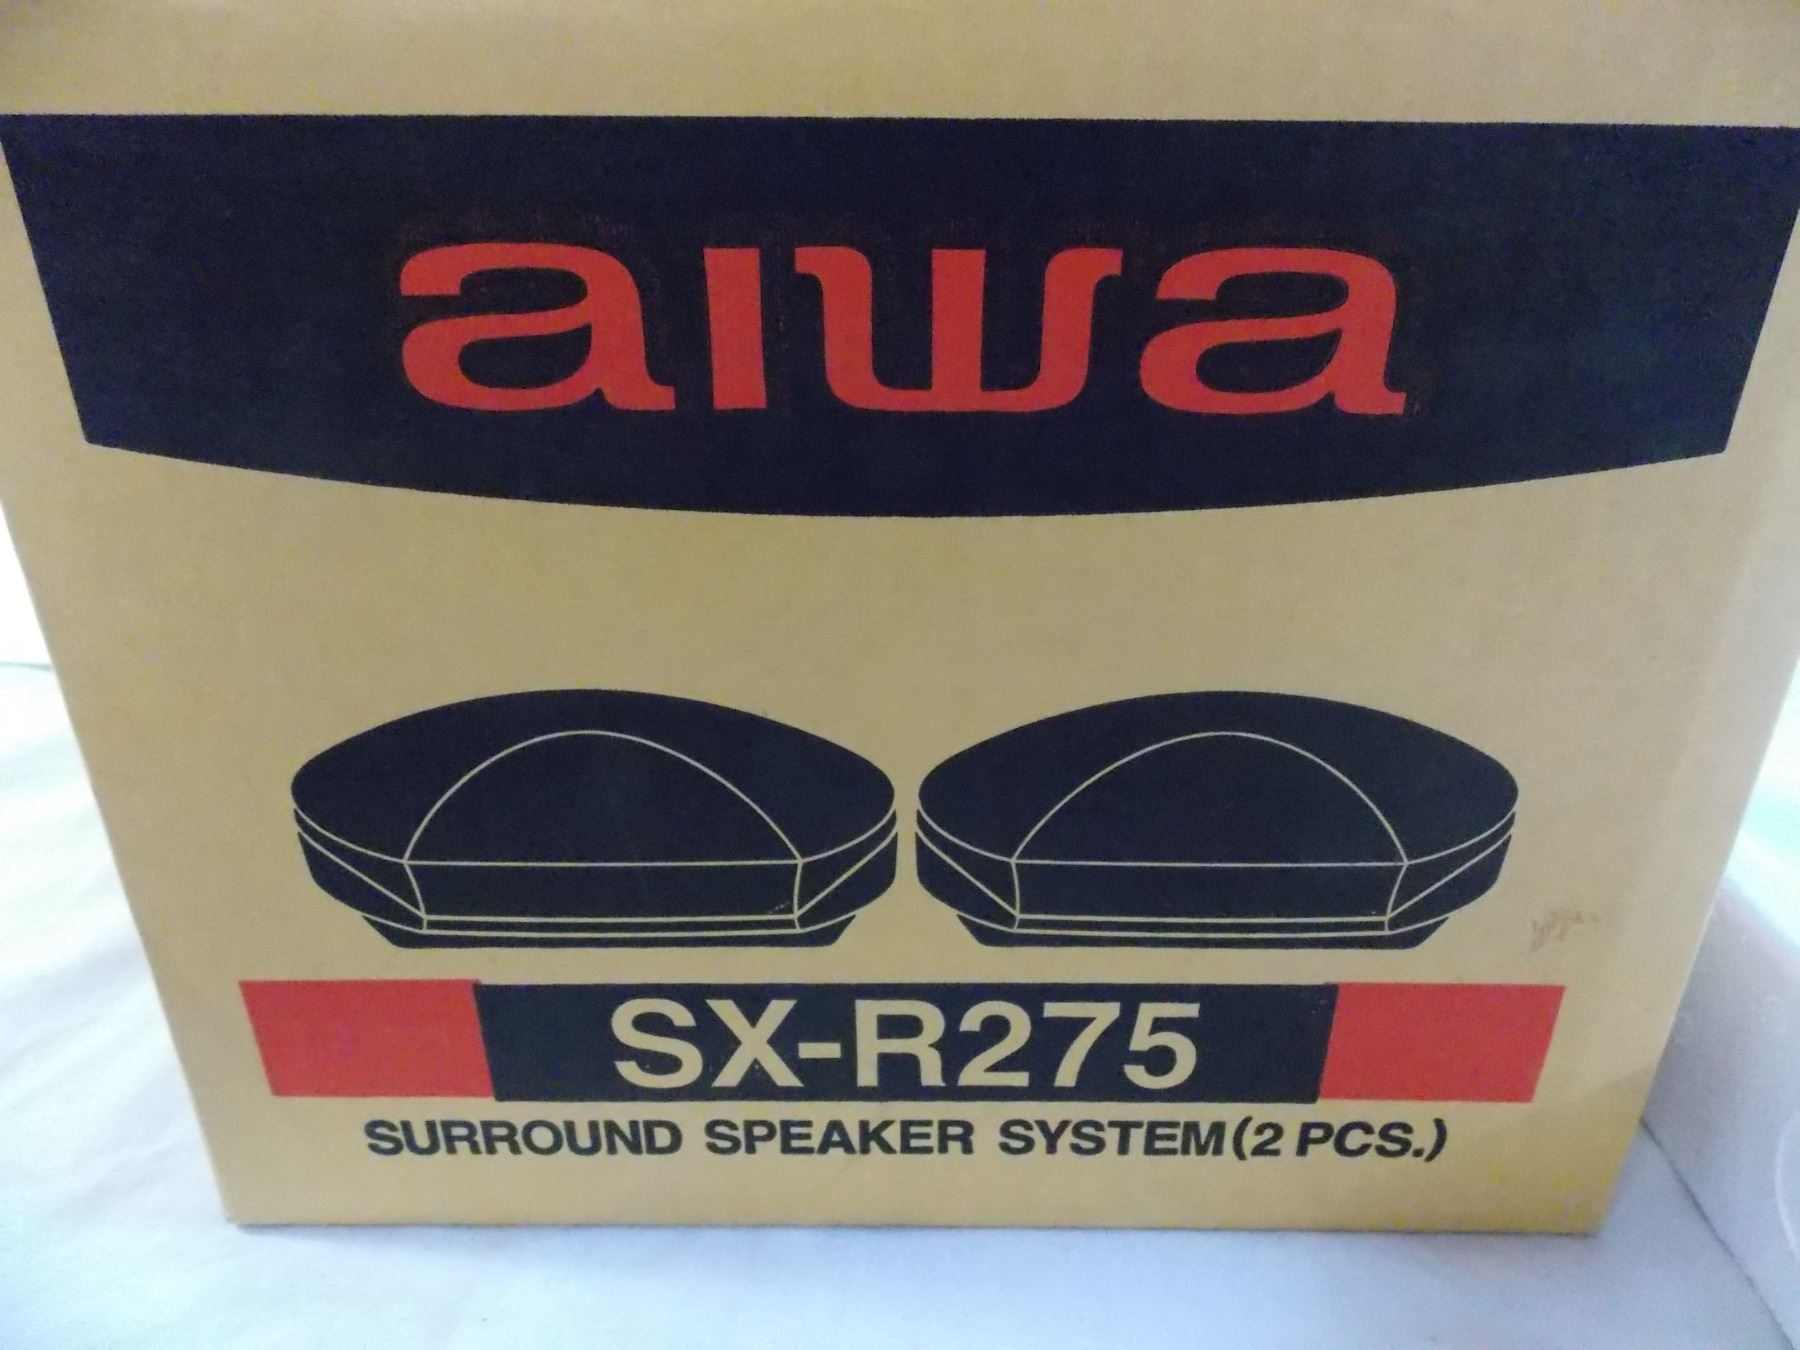 aiwa
SX-R275
SURROUND SPEAKER SYSTEM(2 PCS.)